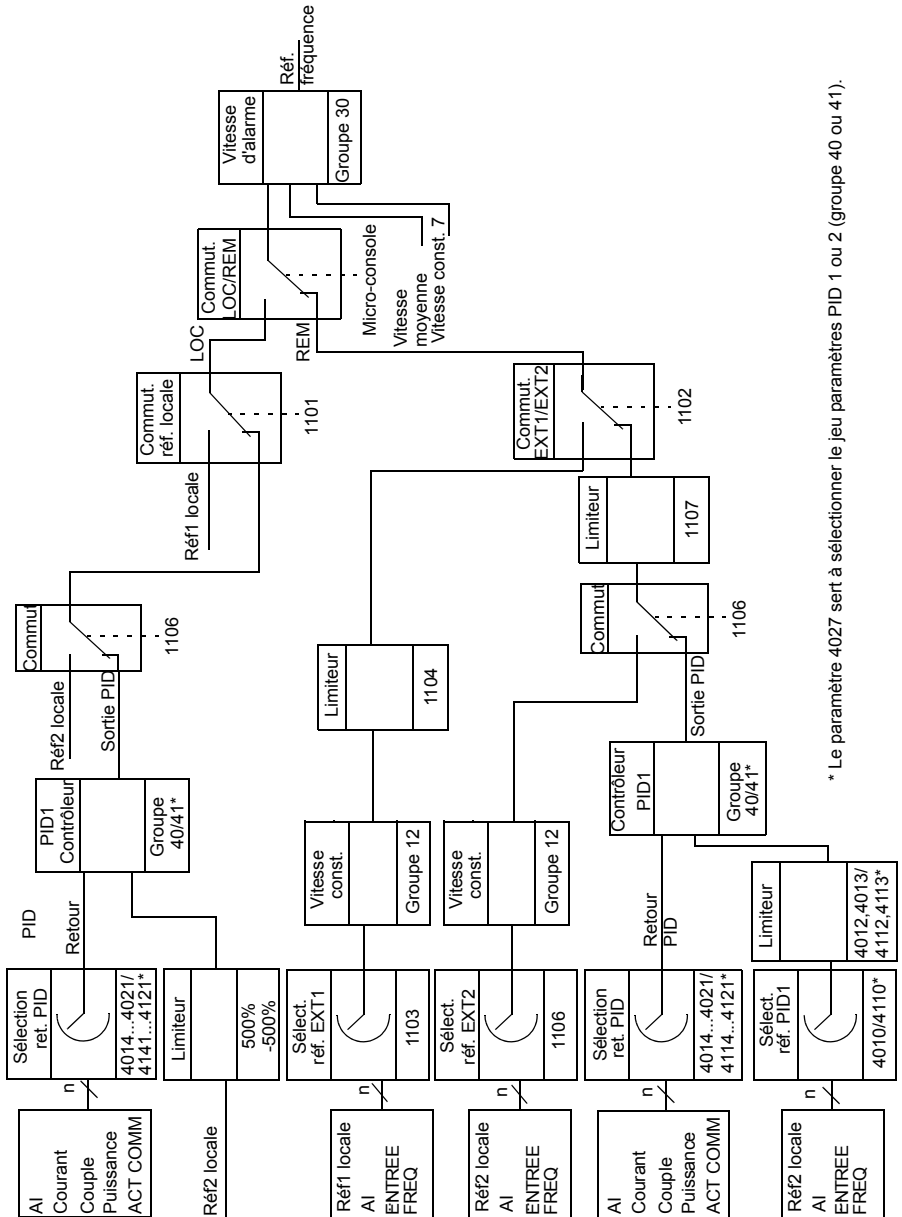 AI
Courant
Couple
Puissance
ACT COMM
n
Sélection
ret. PID
4014...4021/
4141...4121*
PID
Retour
PID1
Contrôleur
Groupe
40/41*
Réf2 locale
Sortie PID
Commut
1106
Réf2 locale
Limiteur
500%
-500%
Réf1 locale
Commut.
réf. locale
1101
LOC
REM
Commut.
LOC/REM
Micro-console
Vitesse
moyenne
Vitesse const. 7
Vitesse
d'alarme
Groupe 30
Réf.
fréquence
Réf1 locale
AI
ENTREE
FREQ
n
Sélect.
réf. EXT1
1103
Vitesse
const.
Groupe 12
Limiteur
1104
Commut.
EXT1/EXT2
1102
Réf2 locale
AI
ENTREE
FREQ
n
Sélect.
réf. EXT2
1106
Vitesse
const.
Groupe 12
Commut
1106
Limiteur
1107
AI
Courant
Couple
Puissance
ACT COMM
n
Sélection
ret. PID
4014...4021/
4114...4121*
Retour
PID
Contrôleur
PID1
Groupe
40/41*
Sortie PID
Réf2 locale
AI
ENTREE
FREQ
n
Sélect.
réf. PID1
4010/4110*
Limiteur
4012,4013/
4112,4113*
* Le paramètre 4027 sert à sélectionner le jeu paramètres PID 1 ou 2 (groupe 40 ou 41).